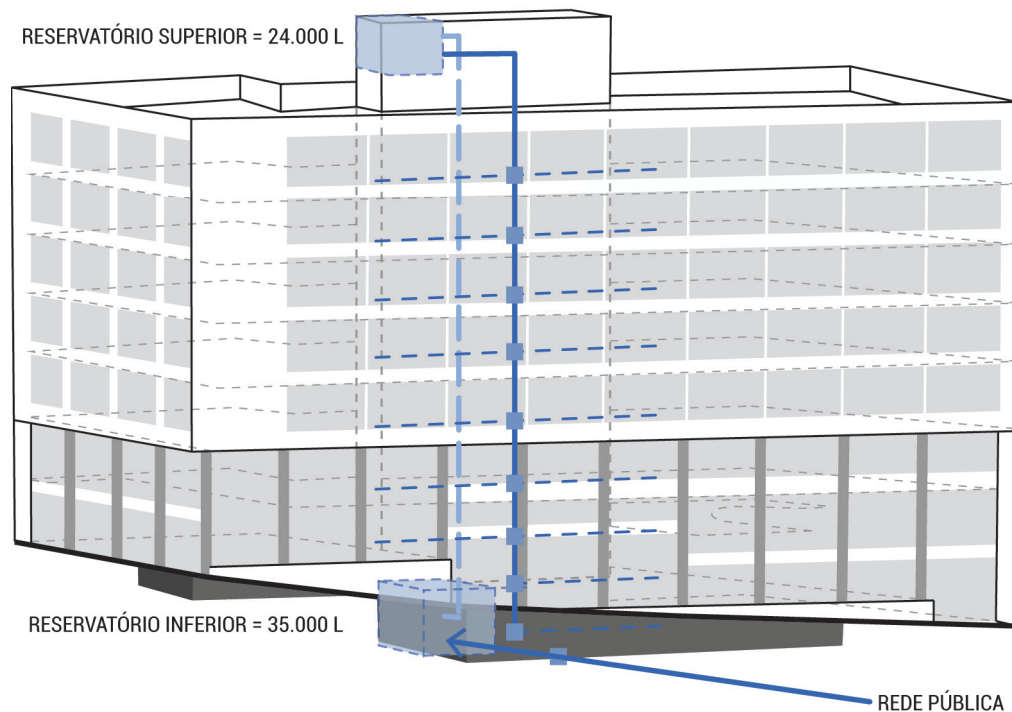 RESERVATÓRIO SUPERIOR = 24.000 L
RESERVATÓRIO INFERIOR = 35.000 L
REDE PÚBLICA